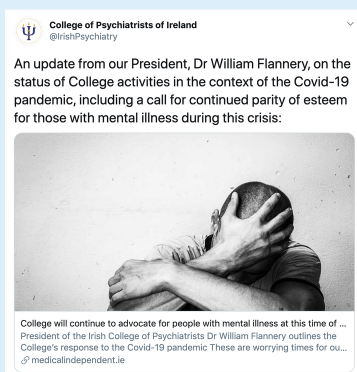 College of Psychiatrists of Ireland
@IrishPsychiatry
An update from our President, Dr William Flannery, on the
status of College activities in the context of the Covid-19
pandemic, including a call for continued parity of esteem
for those with mental illness during this crisis:
College will continue to advocate for people with mental illness at this time of ...
President of the Irish College of Psychiatrists Dr William Flannery outlines the
College's response to the Covid-19 pandemic These are worrying times for ou...
medicalindependent.ie